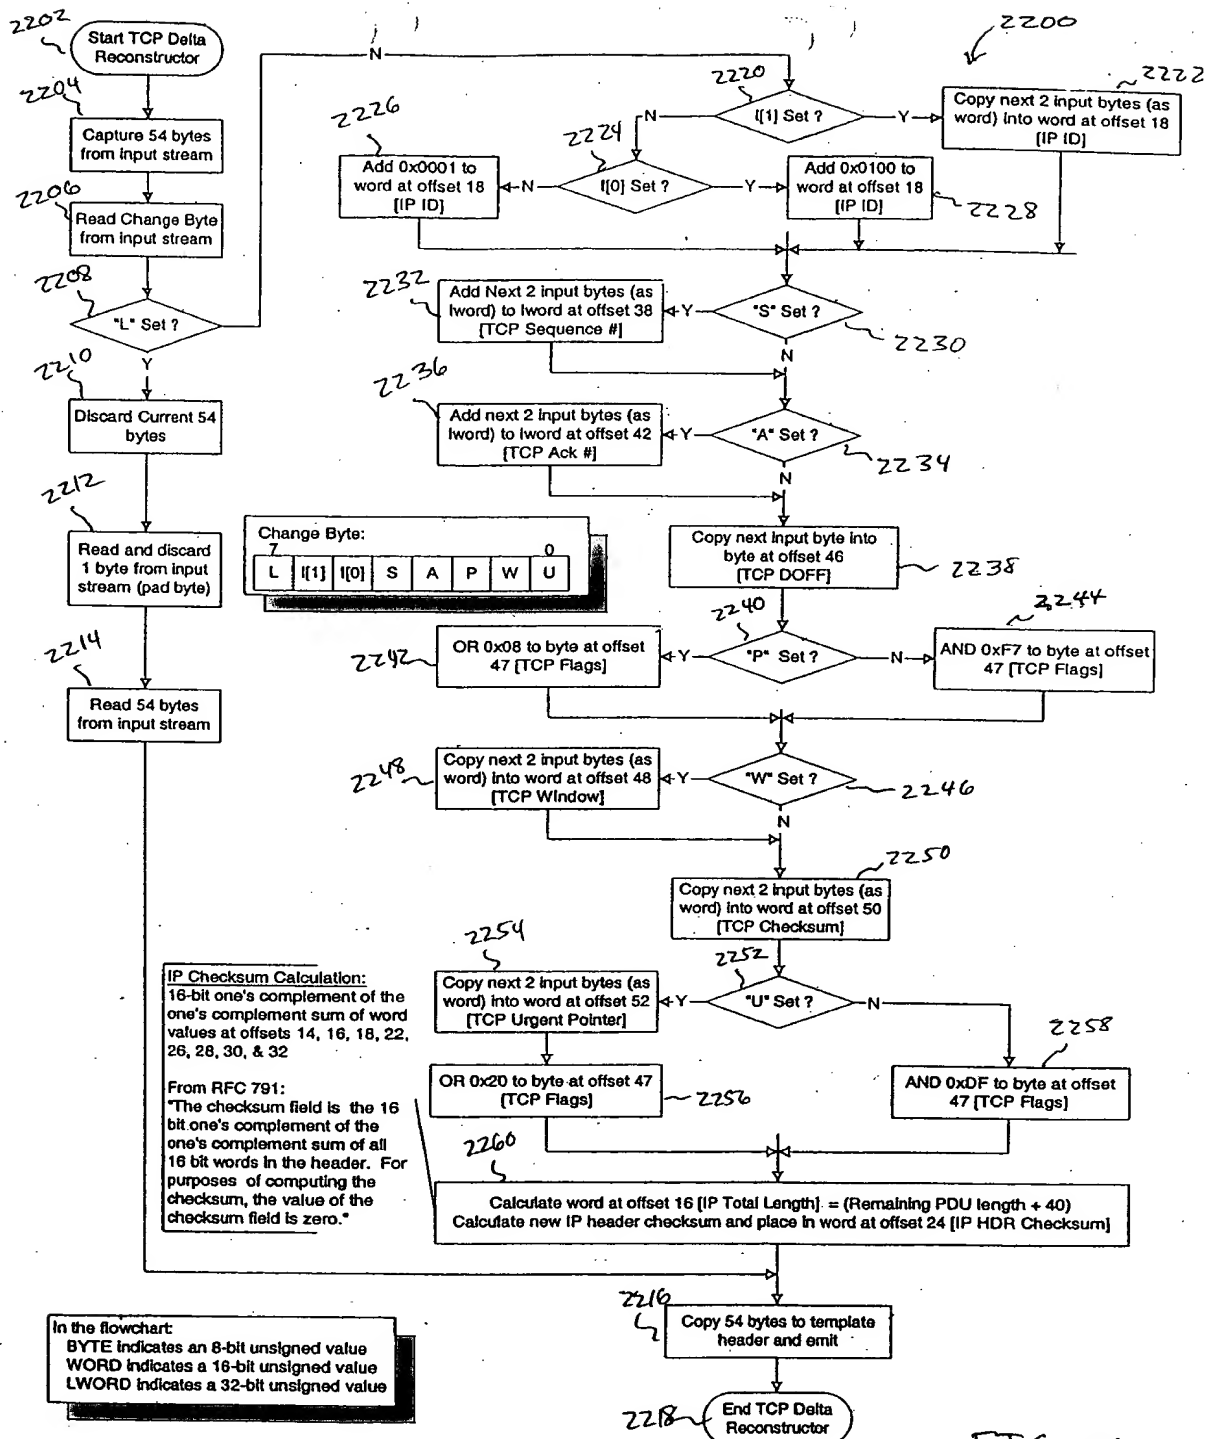 2202
Start TCP Delta
Reconstructor
2204
Capture 54 bytes
from input stream
2206
Read Change Byte
from input stream
2208
"L" Set ?
N
Y
2210
Discard Current 54
bytes
2212
Read and discard
1 byte from input
stream (pad byte)
2214
Read 54 bytes
from input stream
2200
2220
I[1] Set ?
Y
N
2222
Copy next 2 input bytes (as
word) into word at offset 18
[IP ID]
2224
I[0] Set ?
N
Y
2226
Add 0x0001 to
word at offset 18
[IP ID]
Add 0x0100 to
word at offset 18
[IP ID]
2228
2232
Add Next 2 input bytes (as
lword) to lword at offset 38
[TCP Sequence #]
Y
"S" Set ?
2230
N
2236
Add next 2 input bytes (as
lword) to lword at offset 42
[TCP Ack #]
Y
"A" Set ?
2234
N
Change Byte:
7 0
L I[1] I[0] S A P W U
Copy next input byte into
byte at offset 46
[TCP DOFF]
2238
2240
"P" Set ?
Y
N
2242
OR 0x08 to byte at offset
47 [TCP Flags]
2244
AND 0xF7 to byte at offset
47 [TCP Flags]
2248
Copy next 2 input bytes (as
word) into word at offset 48
[TCP Window]
Y
"W" Set ?
2246
N
2250
Copy next 2 input bytes (as
word) into word at offset 50
[TCP Checksum]
2254
Copy next 2 input bytes (as
word) into word at offset 52
[TCP Urgent Pointer]
2252
Y
"U" Set ?
N
OR 0x20 to byte at offset 47
[TCP Flags]
2256
2258
AND 0xDF to byte at offset
47 [TCP Flags]
IP Checksum Calculation:
16-bit one's complement of the
one's complement sum of word
values at offsets 14, 16, 18, 22,
26, 28, 30, & 32
From RFC 791:
"The checksum field is the 16
bit one's complement of the
one's complement sum of all
16 bit words in the header. For
purposes of computing the
checksum, the value of the
checksum field is zero."
2260
Calculate word at offset 16 [IP Total Length] = (Remaining PDU length + 40)
Calculate new IP header checksum and place in word at offset 24 [IP HDR Checksum]
2216
Copy 54 bytes to template
header and emit
2218
End TCP Delta
Reconstructor
In the flowchart:
BYTE indicates an 8-bit unsigned value
WORD indicates a 16-bit unsigned value
LWORD indicates a 32-bit unsigned value